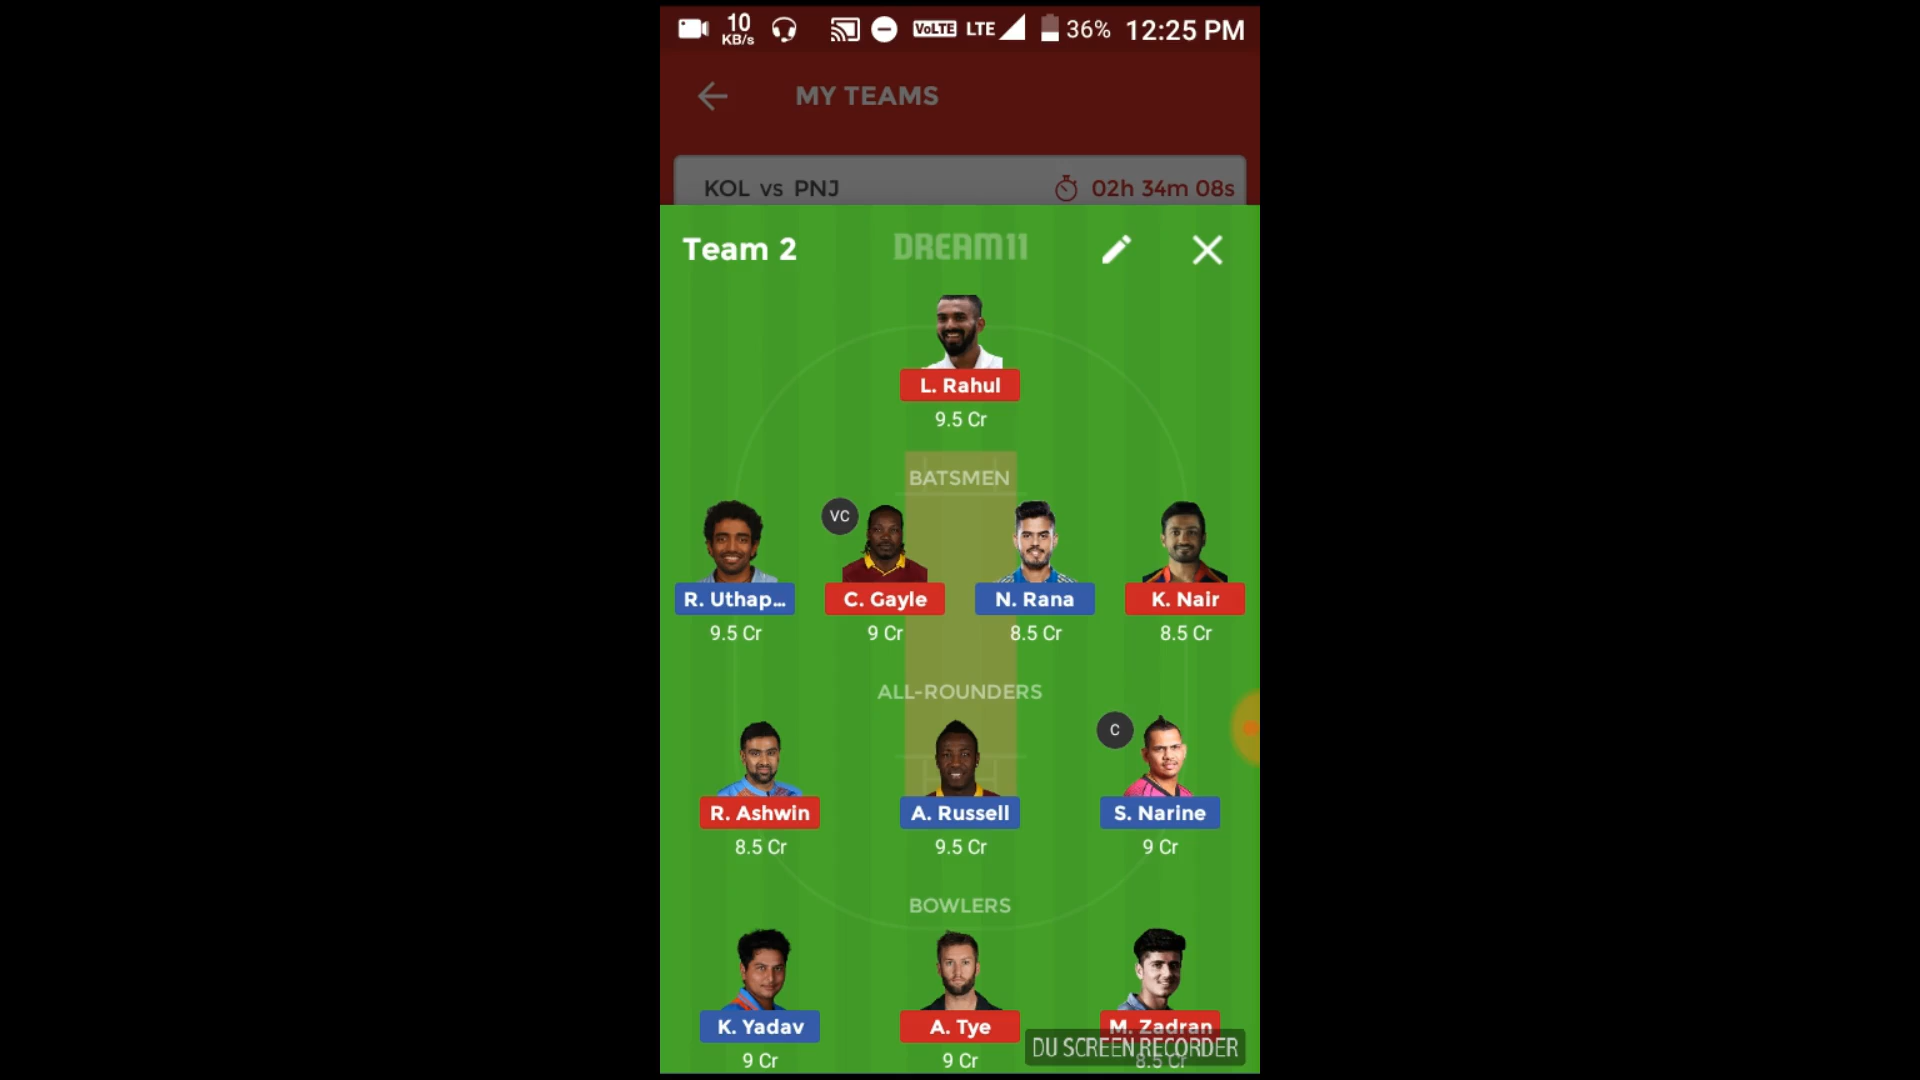 10 KB/s VoLTE LTE 36% 12:25 PM
MY TEAMS
KOL vs PNJ 02h 34m 08s
Team 2 DREAM11
L. Rahul
9.5 Cr
BATSMEN
VC
R. Uthap... C. Gayle N. Rana K. Nair
9.5 Cr 9 Cr 8.5 Cr 8.5 Cr
ALL-ROUNDERS
C
R. Ashwin A. Russell S. Narine
8.5 Cr 9.5 Cr 9 Cr
BOWLERS
K. Yadav A. Tye M. Zadran
DU SCREEN RECORDER
9 Cr 9 Cr 8.5 Cr